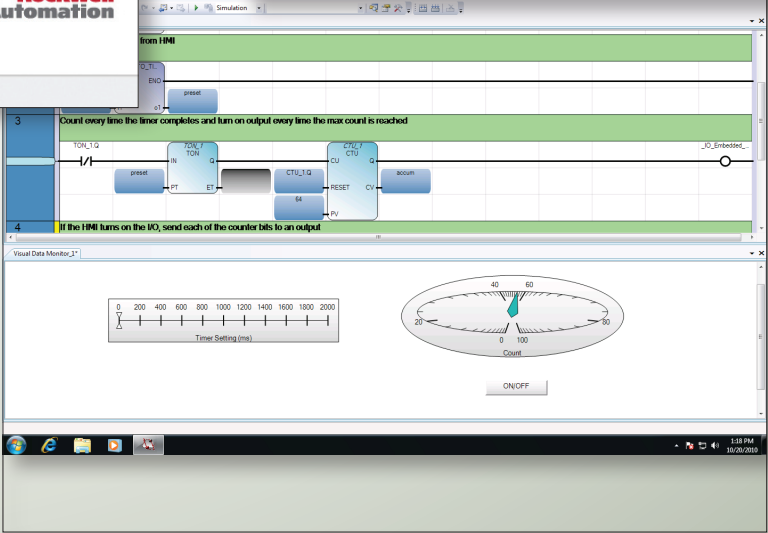 Rockwell
Automation
Simulation
from HMI
O_TI...
END
preset
o1
3
Count every time the timer completes and turn on output every time the max count is reached
TON_1.Q
TON_1
TON
CTU_1
CTU
_IO_Embedded_...
IN Q
CU Q
preset
CTU_1.Q
accum
PT ET
RESET CV
64
PV
4
If the HMI turns on the I/O, send each of the counter bits to an output
Visual Data Monitor_1*
0 200 400 600 800 1000 1200 1400 1600 1800 2000
Timer Setting (ms)
40 60
20 80
0 100
Count
ON/OFF
1:18 PM
10/20/2010